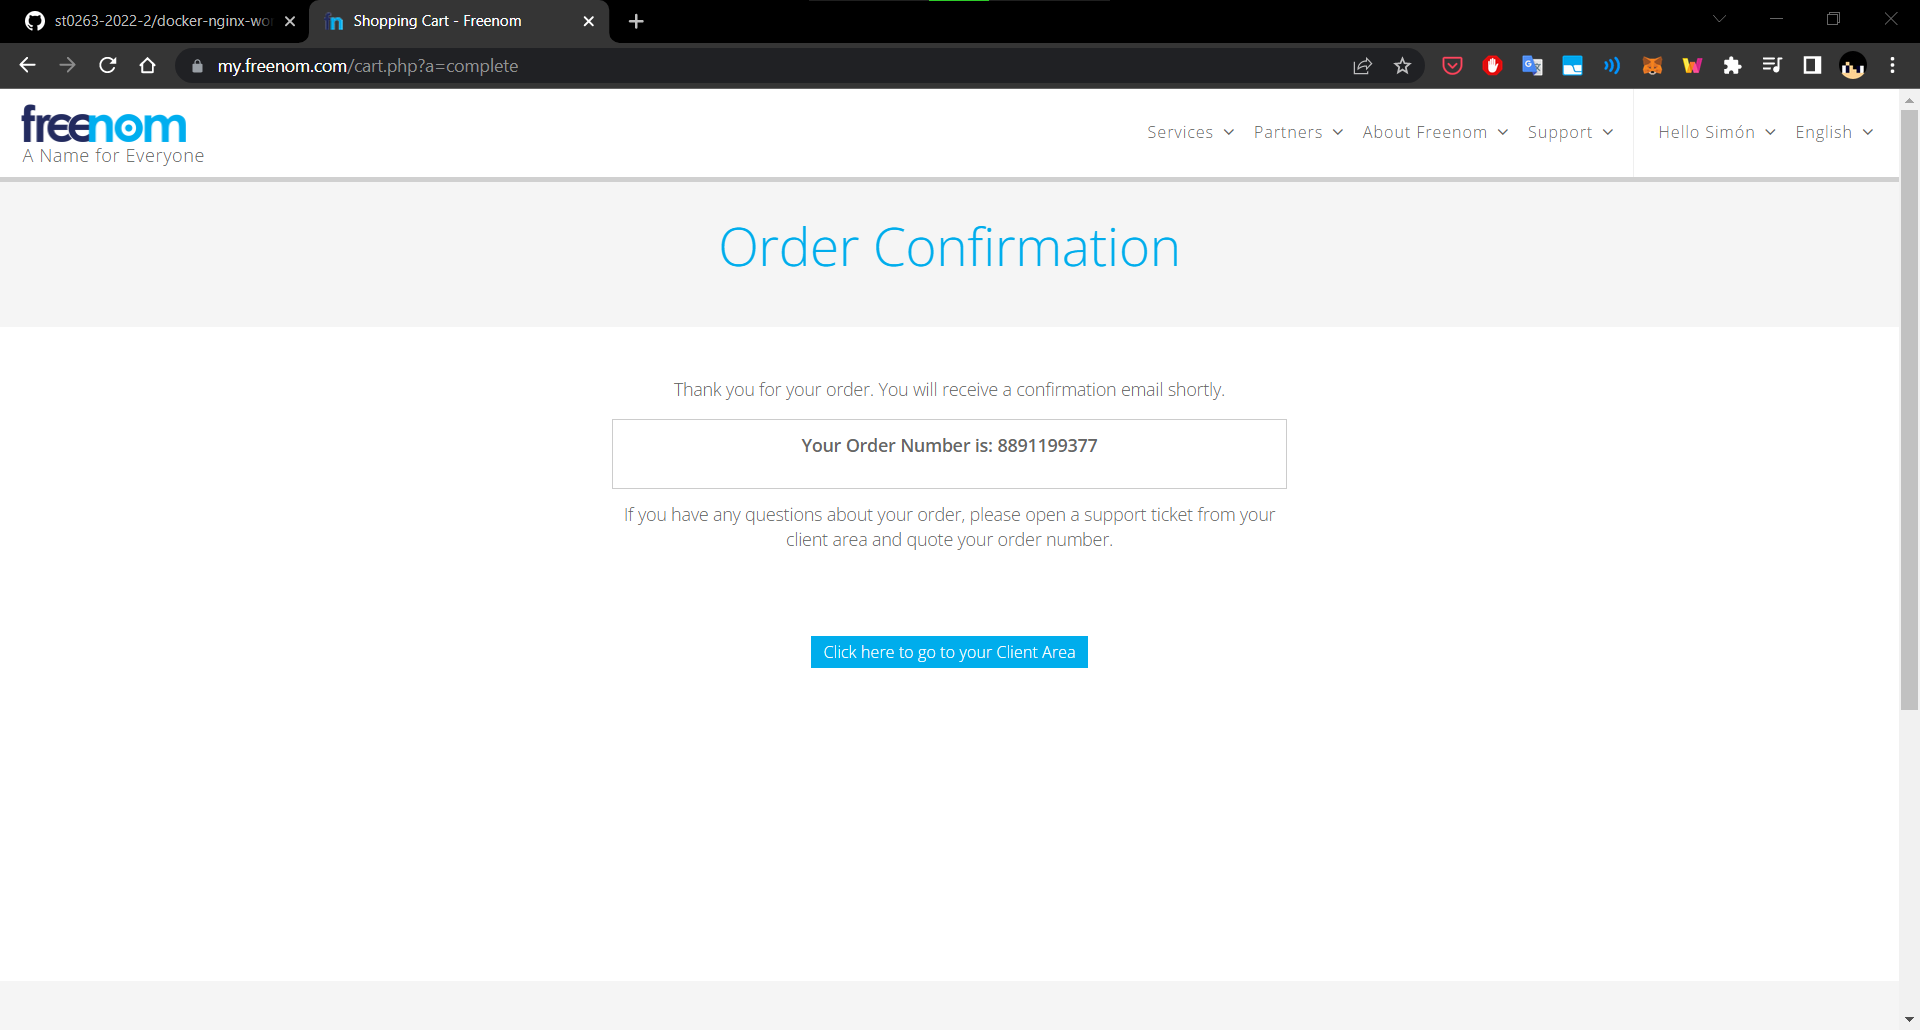 st0263-2022-2/docker-nginx-wor
Shopping Cart - Freenom
my.freenom.com/cart.php?a=complete
freenom
A Name for Everyone
Services
Partners
About Freenom
Support
Hello Simón
English
Order Confirmation
Thank you for your order. You will receive a confirmation email shortly.
Your Order Number is: 8891199377
If you have any questions about your order, please open a support ticket from your
client area and quote your order number.
Click here to go to your Client Area